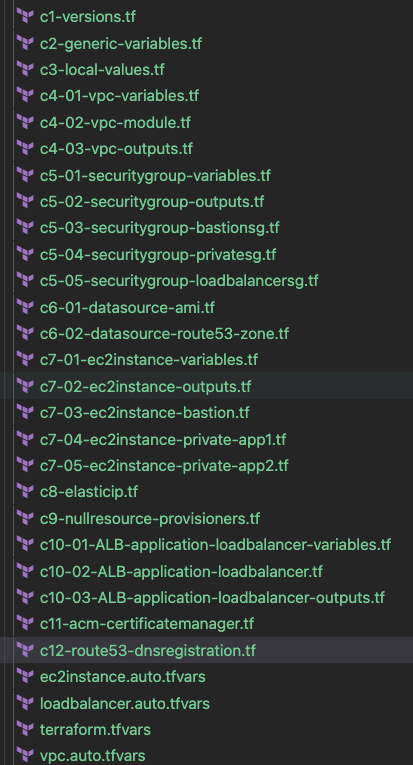 c1-versions.tf
c2-generic-variables.tf
c3-local-values.tf
c4-01-vpc-variables.tf
c4-02-vpc-module.tf
c4-03-vpc-outputs.tf
c5-01-securitygroup-variables.tf
c5-02-securitygroup-outputs.tf
c5-03-securitygroup-bastionsg.tf
c5-04-securitygroup-privatesg.tf
c5-05-securitygroup-loadbalancersg.tf
c6-01-datasource-ami.tf
c6-02-datasource-route53-zone.tf
c7-01-ec2instance-variables.tf
c7-02-ec2instance-outputs.tf
c7-03-ec2instance-bastion.tf
c7-04-ec2instance-private-app1.tf
c7-05-ec2instance-private-app2.tf
c8-elasticip.tf
c9-nullresource-provisioners.tf
c10-01-ALB-application-loadbalancer-variables.tf
c10-02-ALB-application-loadbalancer.tf
c10-03-ALB-application-loadbalancer-outputs.tf
c11-acm-certificatemanager.tf
c12-route53-dnsregistration.tf
ec2instance.auto.tfvars
loadbalancer.auto.tfvars
terraform.tfvars
vpc.auto.tfvars